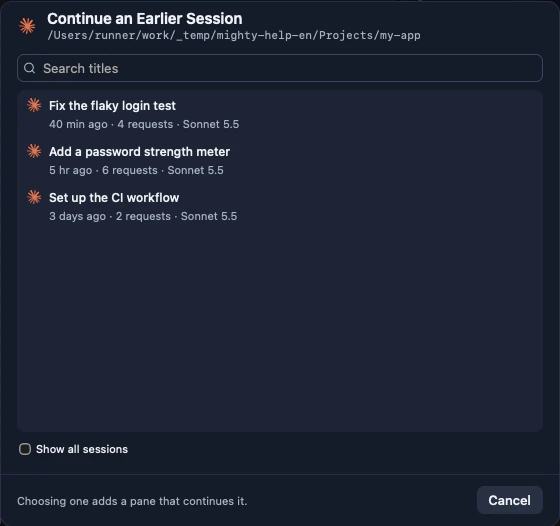 Continue an Earlier Session
/Users/runner/work/_temp/mighty-help-en/Projects/my-app
Search titles
Fix the flaky login test
40 min ago · 4 requests · Sonnet 5.5
Add a password strength meter
5 hr ago · 6 requests · Sonnet 5.5
Set up the CI workflow
3 days ago · 2 requests · Sonnet 5.5
Show all sessions
Choosing one adds a pane that continues it.
Cancel